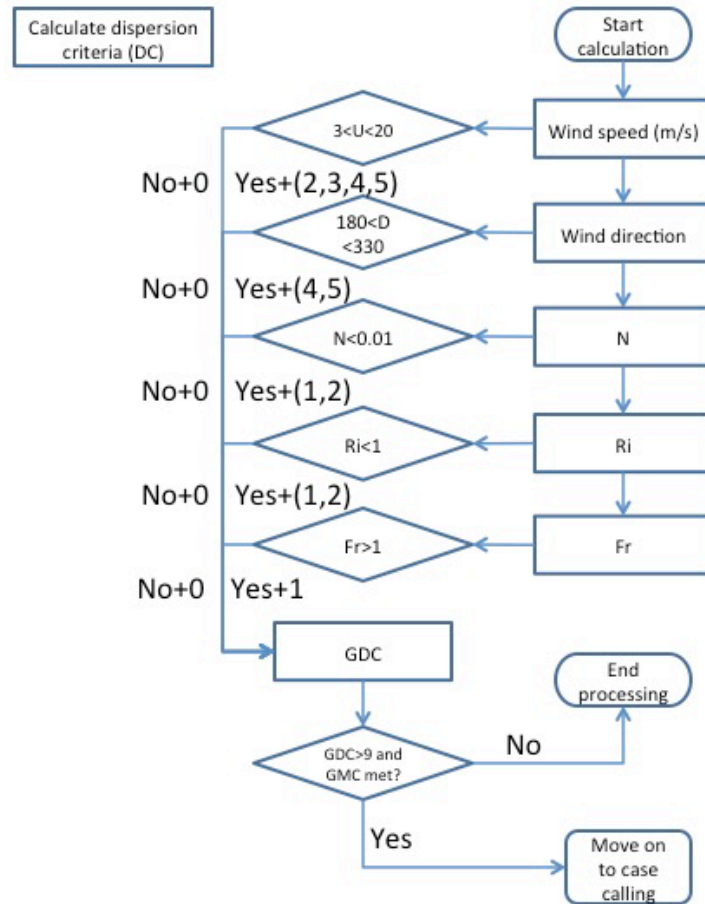 Calculate dispersion
criteria (DC)
Start
calculation
3<U<20
Wind speed (m/s)
No+0
Yes+(2,3,4,5)
180<D
<330
Wind direction
No+0
Yes+(4,5)
N<0.01
N
No+0
Yes+(1,2)
Ri<1
Ri
No+0
Yes+(1,2)
Fr>1
Fr
No+0
Yes+1
GDC
End
processing
GDC>9 and
GMC met?
No
Yes
Move on
to case
calling